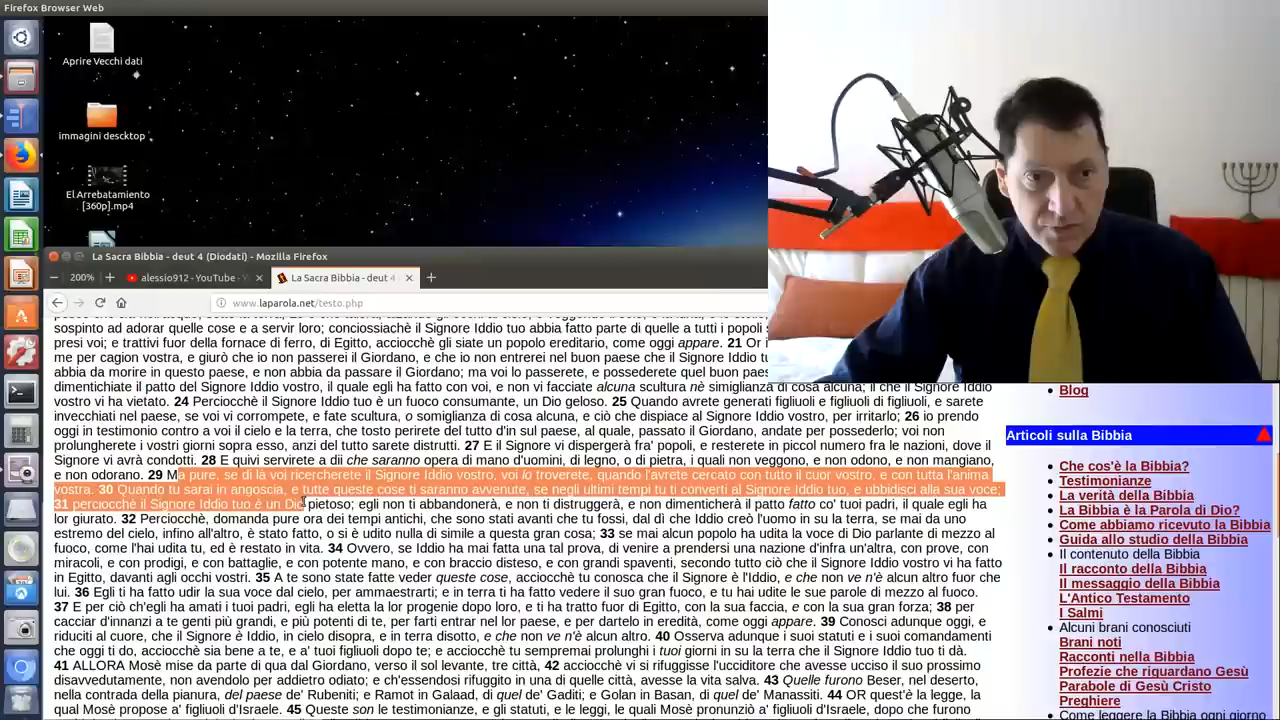 Firefox Browser Web
Aprire Vecchi dati
immagini descktop
El Arrebatamiento
[360p].mp4
La Sacra Bibbia - deut 4 (Diodati) - Mozilla Firefox
200%
alessio912 - YouTube -
La Sacra Bibbia - deut 4
www.laparola.net/testo.php
sospinto ad adorar quelle cose e a servir loro; conciossiachè il Signore Iddio tuo abbia fatto parte di quelle a tutti i popoli s
presi voi; e trattivi fuor della fornace di ferro, di Egitto, acciocchè gli siate un popolo ereditario, come oggi appare. 21 Or i
me per cagion vostra, e giurò che io non passerei il Giordano, e che io non entrerei nel buon paese che il Signore Iddio tu
abbia da morire in questo paese, e non abbia da passare il Giordano; ma voi lo passerete, e possederete quel buon paes
dimentichiate il patto del Signore Iddio vostro, il quale egli ha fatto con voi, e non vi facciate alcuna scultura nè simiglianza di cosa alcuna; il che il Signore Iddio
vostro vi ha vietato. 24 Perciocchè il Signore Iddio tuo è un fuoco consumante, un Dio geloso. 25 Quando avrete generati figliuoli e figliuoli di figliuoli, e sarete
invecchiati nel paese, se voi vi corrompete, e fate scultura, o somiglianza di cosa alcuna, e ciò che dispiace al Signore Iddio vostro, per irritarlo; 26 io prendo
oggi in testimonio contro a voi il cielo e la terra, che tosto perirete del tutto d'in sul paese, al quale, passato il Giordano, andate per possederlo; voi non
prolungherete i vostri giorni sopra esso, anzi del tutto sarete distrutti. 27 E il Signore vi dispergerà fra' popoli, e resterete in piccol numero fra le nazioni, dove il
Signore vi avrà condotti. 28 E quivi servirete a dii che saranno opera di mano d'uomini, di legno, o di pietra, i quali non veggono, e non odono, e non mangiano,
e non odorano. 29 Ma pure, se di là voi ricercherete il Signore Iddio vostro, voi lo troverete, quando l'avrete cercato con tutto il cuor vostro, e con tutta l'anima
vostra. 30 Quando tu sarai in angoscia, e tutte queste cose ti saranno avvenute, se negli ultimi tempi tu ti converti al Signore Iddio tuo, e ubbidisci alla sua voce;
31 perciocchè il Signore Iddio tuo è un Dio pietoso; egli non ti abbandonerà, e non ti distruggerà, e non dimenticherà il patto fatto co' tuoi padri, il quale egli ha
lor giurato. 32 Perciocchè, domanda pure ora dei tempi antichi, che sono stati avanti che tu fossi, dal dì che Iddio creò l'uomo in su la terra, se mai da uno
estremo del cielo, infino all'altro, è stato fatto, o si è udito nulla di simile a questa gran cosa; 33 se mai alcun popolo ha udita la voce di Dio parlante di mezzo al
fuoco, come l'hai udita tu, ed è restato in vita. 34 Ovvero, se Iddio ha mai fatta una tal prova, di venire a prendersi una nazione d'infra un'altra, con prove, con
miracoli, e con prodigi, e con battaglie, e con potente mano, e con braccio disteso, e con grandi spaventi, secondo tutto ciò che il Signore Iddio vostro vi ha fatto
in Egitto, davanti agli occhi vostri. 35 A te sono state fatte veder queste cose, acciocchè tu conosca che il Signore è l'Iddio, e che non ve n'è alcun altro fuor che
lui. 36 Egli ti ha fatto udir la sua voce dal cielo, per ammaestrarti; e in terra ti ha fatto vedere il suo gran fuoco, e tu hai udite le sue parole di mezzo al fuoco.
37 E per ciò ch'egli ha amati i tuoi padri, egli ha eletta la lor progenie dopo loro, e ti ha tratto fuor di Egitto, con la sua faccia, e con la sua gran forza; 38 per
cacciar d'innanzi a te genti più grandi, e più potenti di te, per farti entrar nel lor paese, e per dartelo in eredità, come oggi appare. 39 Conosci adunque oggi, e
riduciti al cuore, che il Signore è Iddio, in cielo disopra, e in terra disotto, e che non ve n'è alcun altro. 40 Osserva adunque i suoi statuti e i suoi comandamenti
che oggi ti do, acciocchè sia bene a te, e a' tuoi figliuoli dopo te; e acciocchè tu prolunghi i tuoi giorni in su la terra che il Signore Iddio tuo ti dà.
41 ALLORA Mosè mise da parte di qua dal Giordano, verso il sol levante, tre città, 42 acciocchè vi si rifuggisse l'ucciditore che avesse ucciso il suo prossimo
disavvedutamente, non avendolo per addietro odiato; e che, rifuggito in una di quelle città, avesse la vita salva. 43 Quelle furono Beser, nel deserto,
nella contrada della pianura, del paese de' Rubeniti; e Ramot in Galaad, di quel de' Gaditi; e Golan in Basan, di quel de' Manassiti. 44 OR quest'è la legge, la
qual Mosè propose a' figliuoli d'Israele. 45 Queste sono le testimonianze, e gli statuti, e le leggi, le quali Mosè pronunziò a' figliuoli d'Israele, dopo che furono
Blog
Articoli sulla Bibbia
Che cos'è la Bibbia?
Testimonianze
La verità della Bibbia
La Bibbia è la Parola di Dio?
Come abbiamo ricevuto la Bibbia
Guida allo studio della Bibbia
Il contenuto della Bibbia
Il racconto della Bibbia
Il messaggio della Bibbia
L'Antico Testamento
I Salmi
Alcuni brani conosciuti
Brani noti
Racconti nella Bibbia
Profezie che riguardano Gesù
Parabole di Gesù Cristo
Preghiere
Come leggere la Bibbia ogni giorno